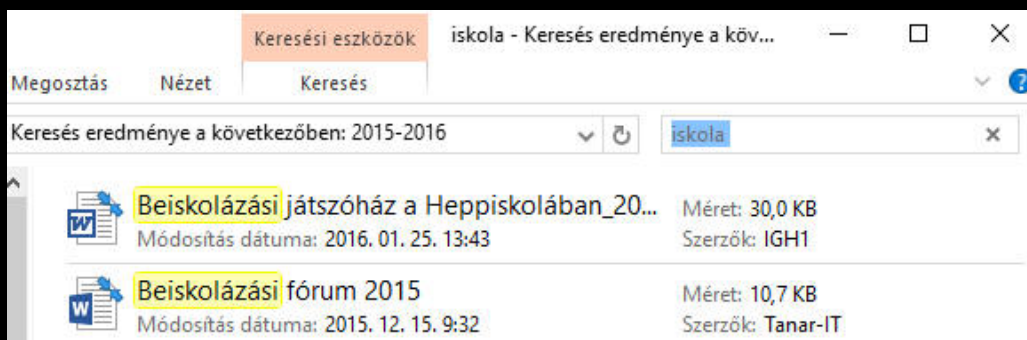 Keresési eszközök
iskola - Keresés eredménye a köv...
Megosztás Nézet Keresés
Keresés eredménye a következőben: 2015-2016
iskola
Beiskolázási játszóház a Heppiskolában_20...
Méret: 30,0 KB
Módosítás dátuma: 2016. 01. 25. 13:43
Szerzők: IGH1
Beiskolázási fórum 2015
Méret: 10,7 KB
Módosítás dátuma: 2015. 12. 15. 9:32
Szerzők: Tanar-IT